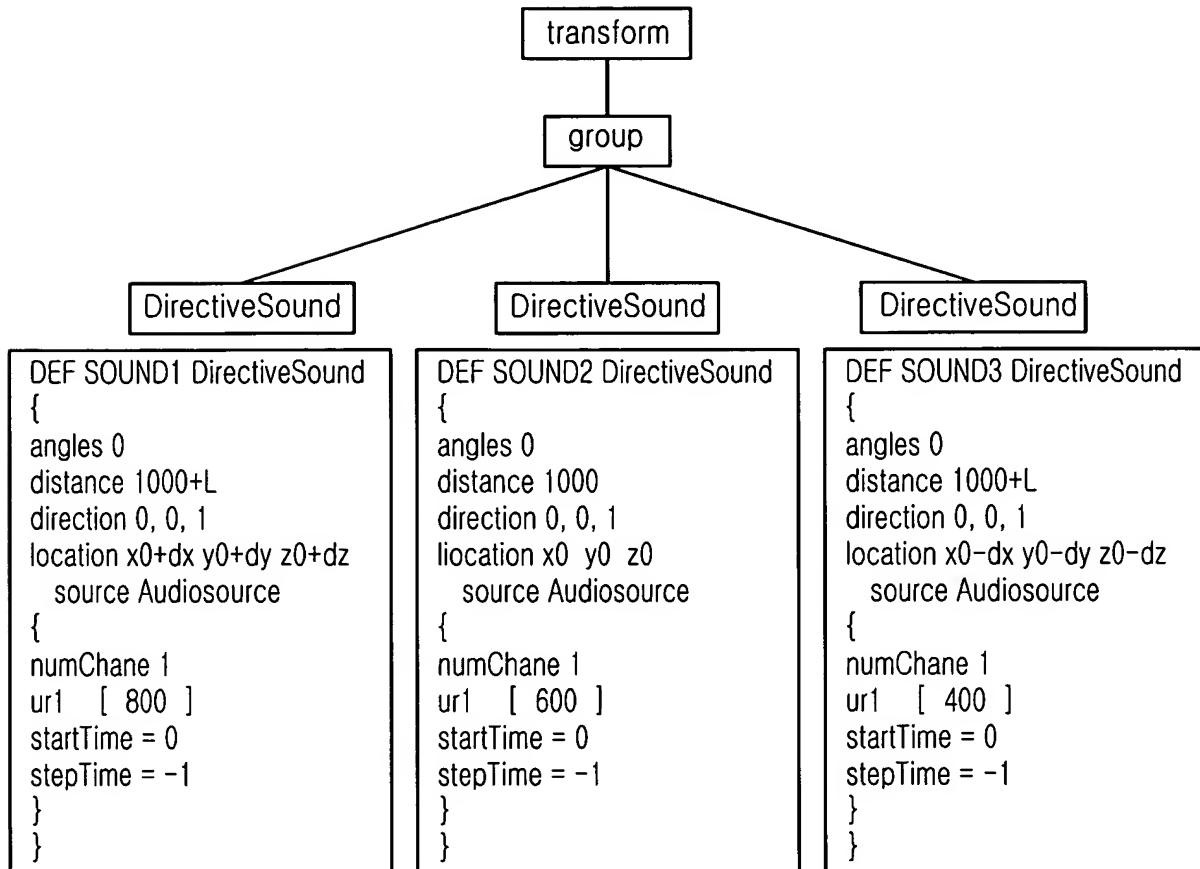 transform
group
DirectiveSound
DirectiveSound
DirectiveSound
DEF SOUND1 DirectiveSound
{
angles 0
distance 1000+L
direction 0, 0, 1
location x0+dx y0+dy z0+dz
source Audiosource
{
numChane 1
ur1 [ 800 ]
startTime = 0
stepTime = −1
}
}
DEF SOUND2 DirectiveSound
{
angles 0
distance 1000
direction 0, 0, 1
liocation x0 y0 z0
source Audiosource
{
numChane 1
ur1 [ 600 ]
startTime = 0
stepTime = −1
}
}
DEF SOUND3 DirectiveSound
{
angles 0
distance 1000+L
direction 0, 0, 1
location x0−dx y0−dy z0−dz
source Audiosource
{
numChane 1
ur1 [ 400 ]
startTime = 0
stepTime = −1
}
}